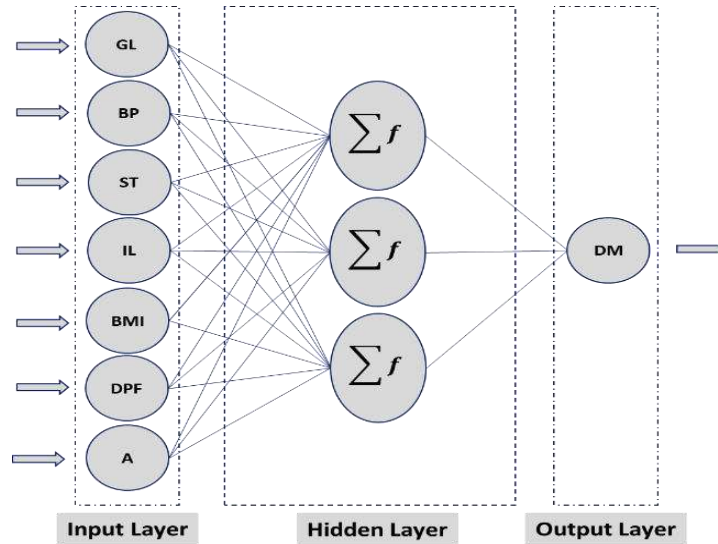 GL
BP
ST
IL
BMI
DPF
A
∑ f
∑ f
∑ f
DM
Input Layer
Hidden Layer
Output Layer